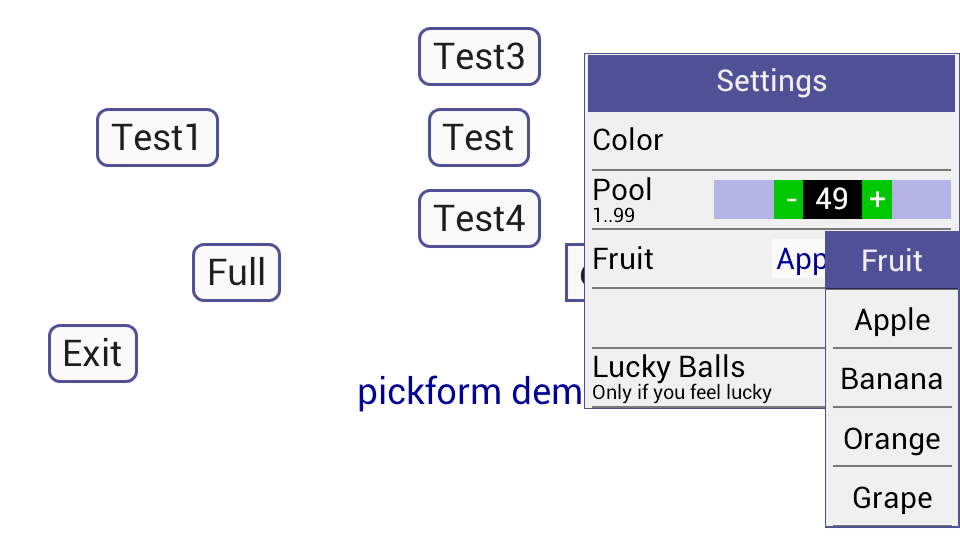 Test3
Test1
Test
Test4
Full
Exit
pickform dem
Settings
Color
Pool
1..99
- 49 +
Fruit
App
Lucky Balls
Only if you feel lucky
Fruit
Apple
Banana
Orange
Grape